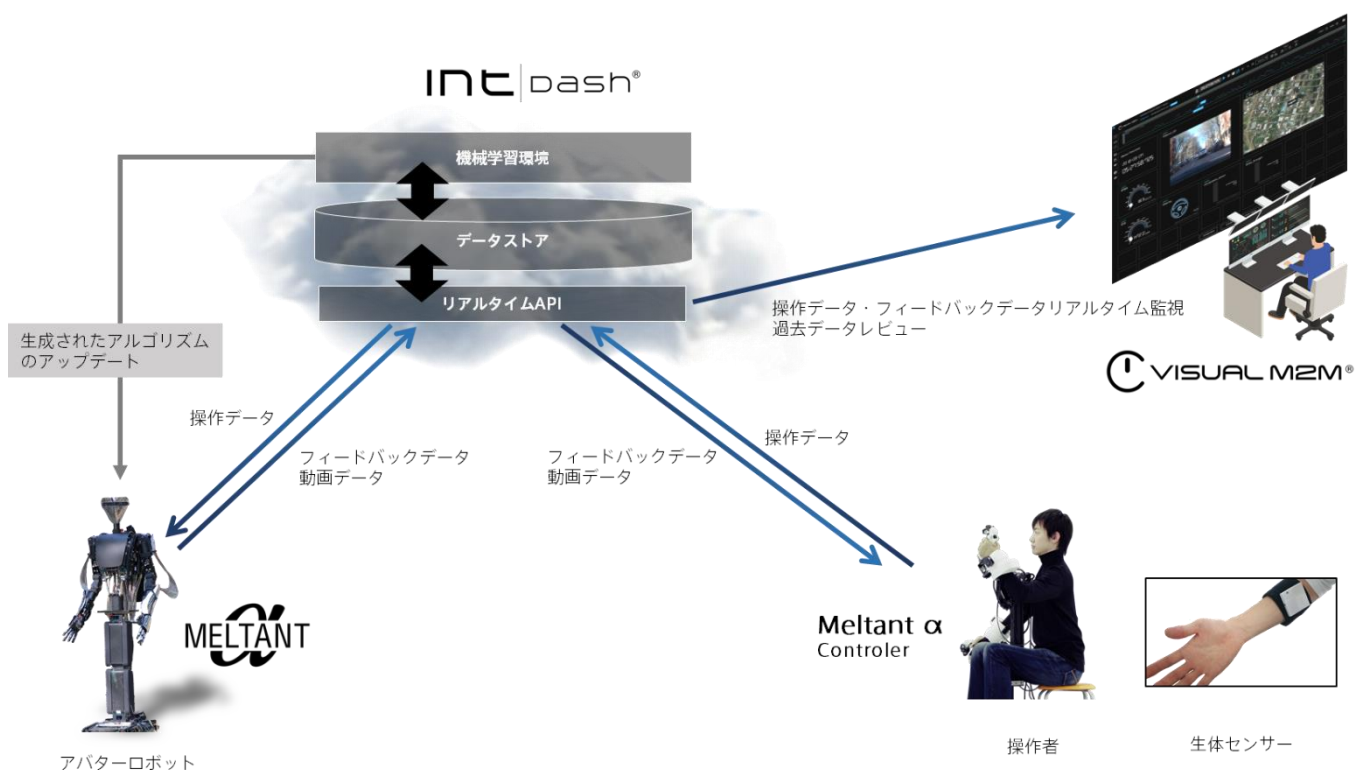 intdash®
機械学習環境
データストア
リアルタイムAPI
操作データ・フィードバックデータリアルタイム監視
過去データレビュー
VISUAL M2M®
生成されたアルゴリズム
のアップデート
操作データ
フィードバックデータ
動画データ
フィードバックデータ
動画データ
操作データ
MELTANT α
Meltant α
Controler
アバターロボット
操作者
生体センサー